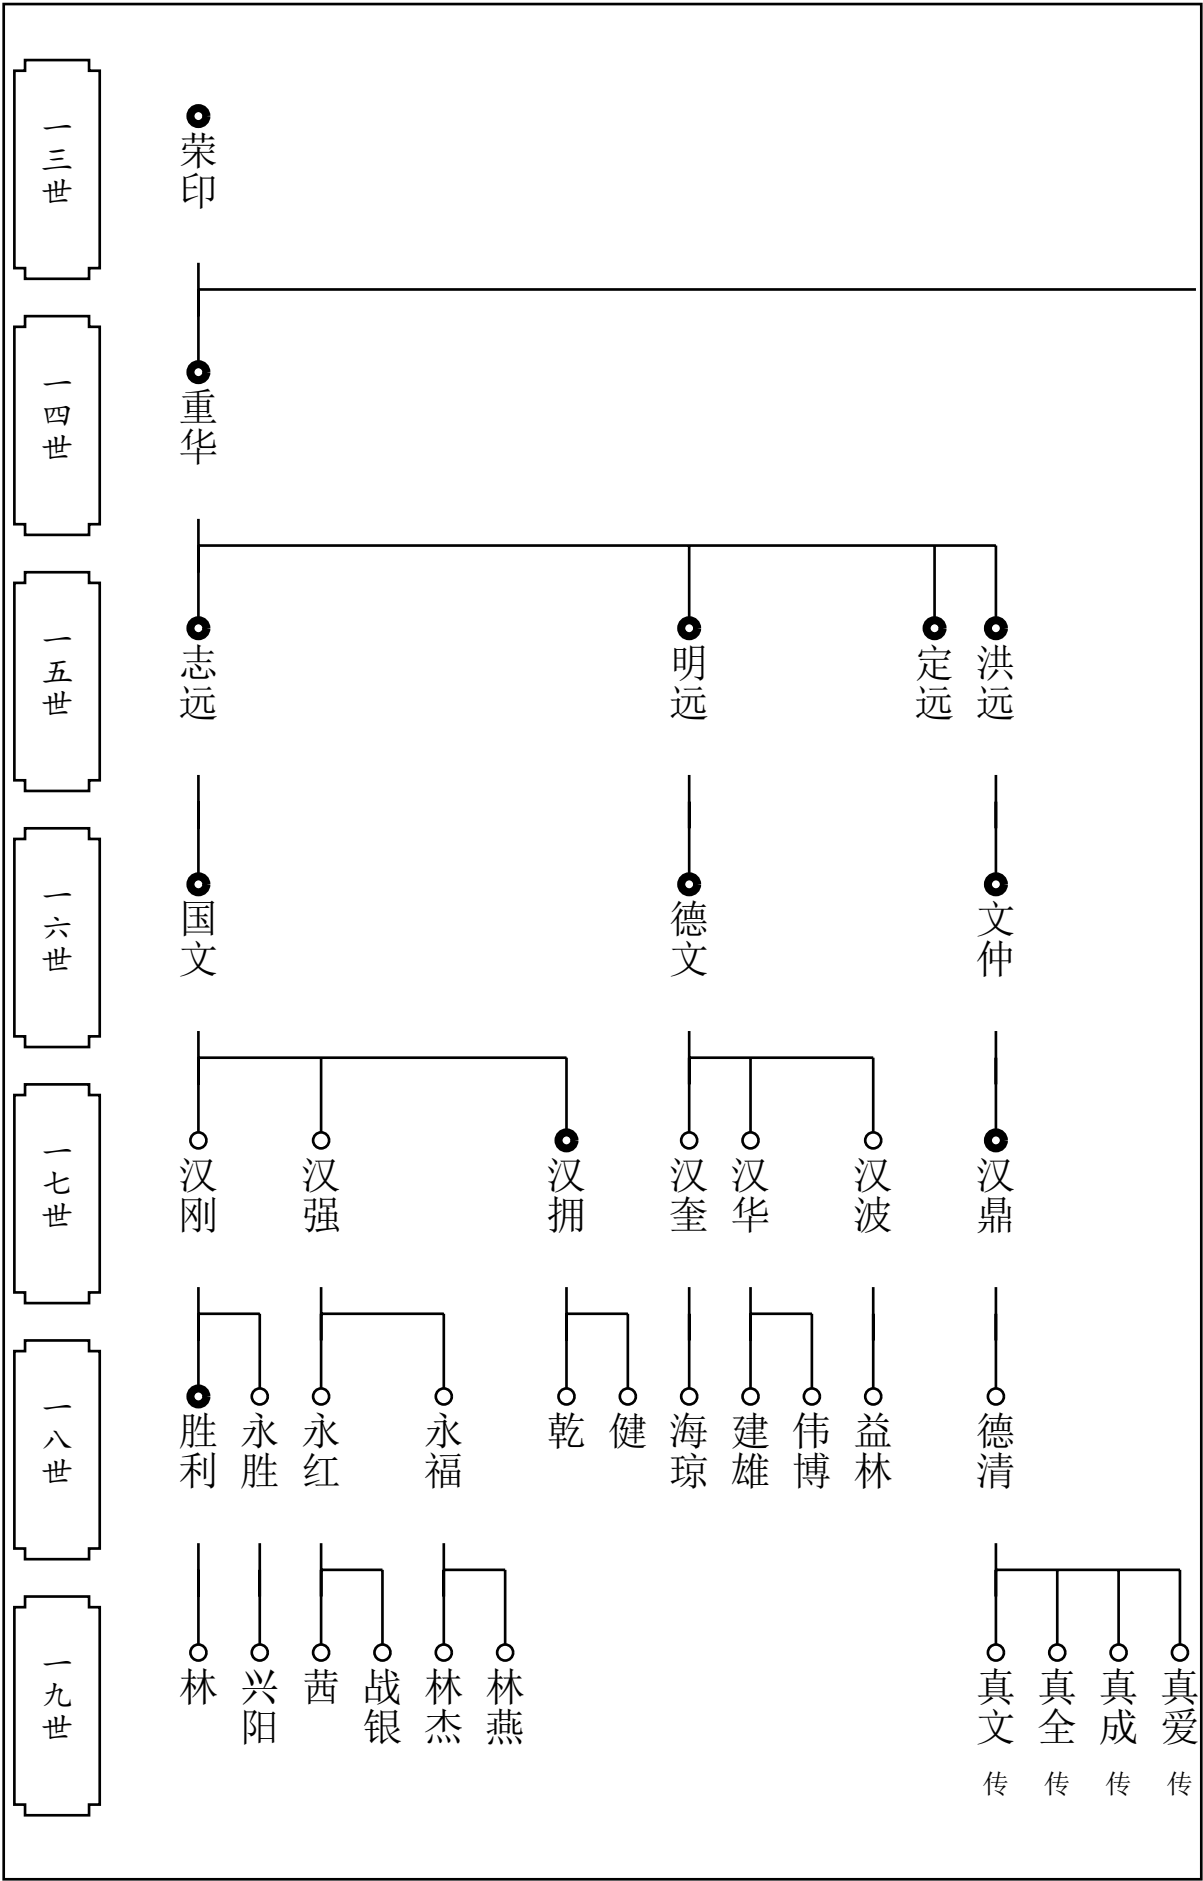 一三世
荣印
一四世
重华
一五世
志远
明远
定远
洪远
一六世
国文
德文
文仲
一七世
汉刚
汉强
汉拥
汉奎
汉华
汉波
汉鼎
一八世
胜利
永胜
永红
永福
乾
健
海琼
建雄
伟博
益林
德清
一九世
林
兴阳
茜
战银
林杰
林燕
真文 传
真全 传
真成 传
真爱 传